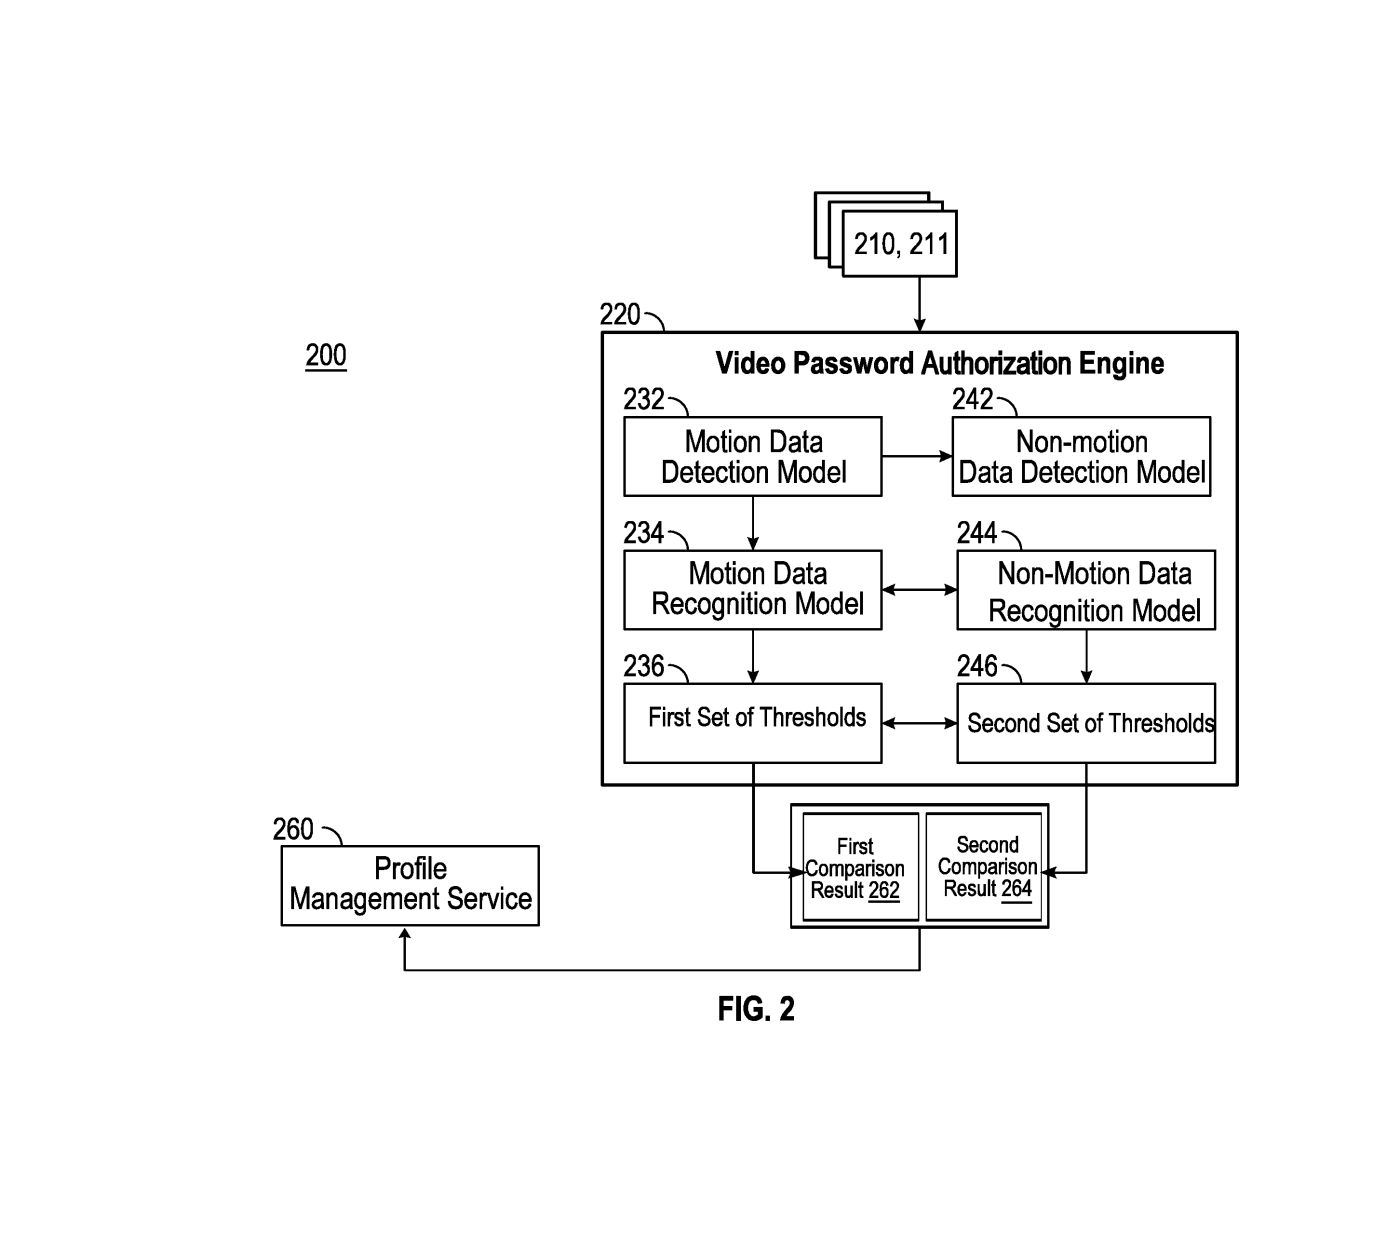 210, 211
220
200
Video Password Authorization Engine
232
242
Motion Data
Detection Model
Non-motion
Data Detection Model
234
244
Motion Data
Recognition Model
Non-Motion Data
Recognition Model
236
246
First Set of Thresholds
Second Set of Thresholds
260
Profile
Management Service
First
Comparison
Result 262
Second
Comparison
Result 264
FIG. 2